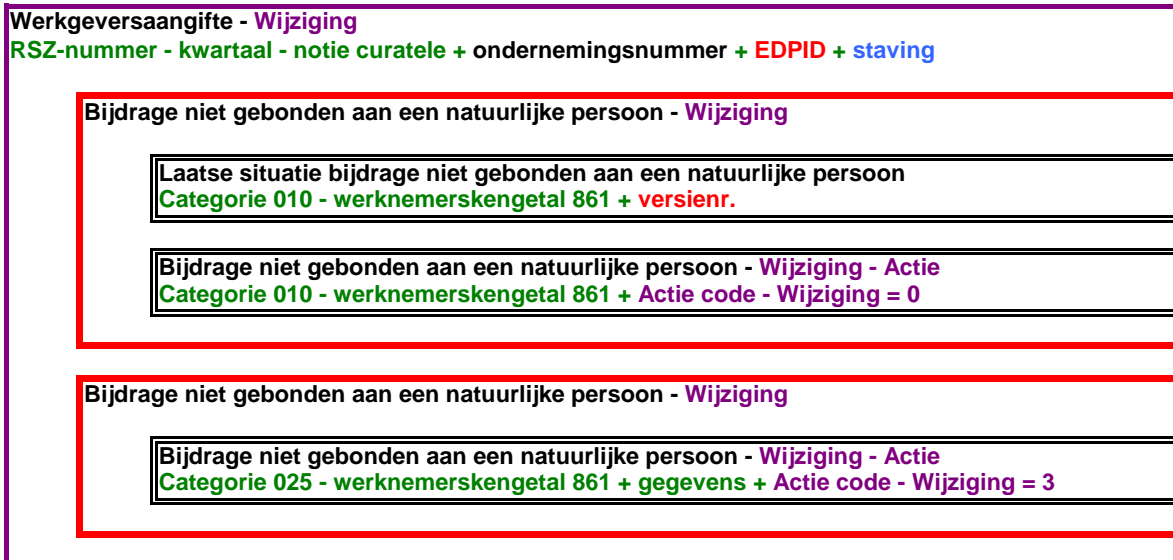 Werkgeversaangifte - Wijziging
RSZ-nummer - kwartaal - notie curatele + ondernemingsnummer + EDPID + staving
Bijdrage niet gebonden aan een natuurlijke persoon - Wijziging
Laatse situatie bijdrage niet gebonden aan een natuurlijke persoon
Categorie 010 - werknemerskengetal 861 + versienr.
Bijdrage niet gebonden aan een natuurlijke persoon - Wijziging - Actie
Categorie 010 - werknemerskengetal 861 + Actie code - Wijziging = 0
Bijdrage niet gebonden aan een natuurlijke persoon - Wijziging
Bijdrage niet gebonden aan een natuurlijke persoon - Wijziging - Actie
Categorie 025 - werknemerskengetal 861 + gegevens + Actie code - Wijziging = 3